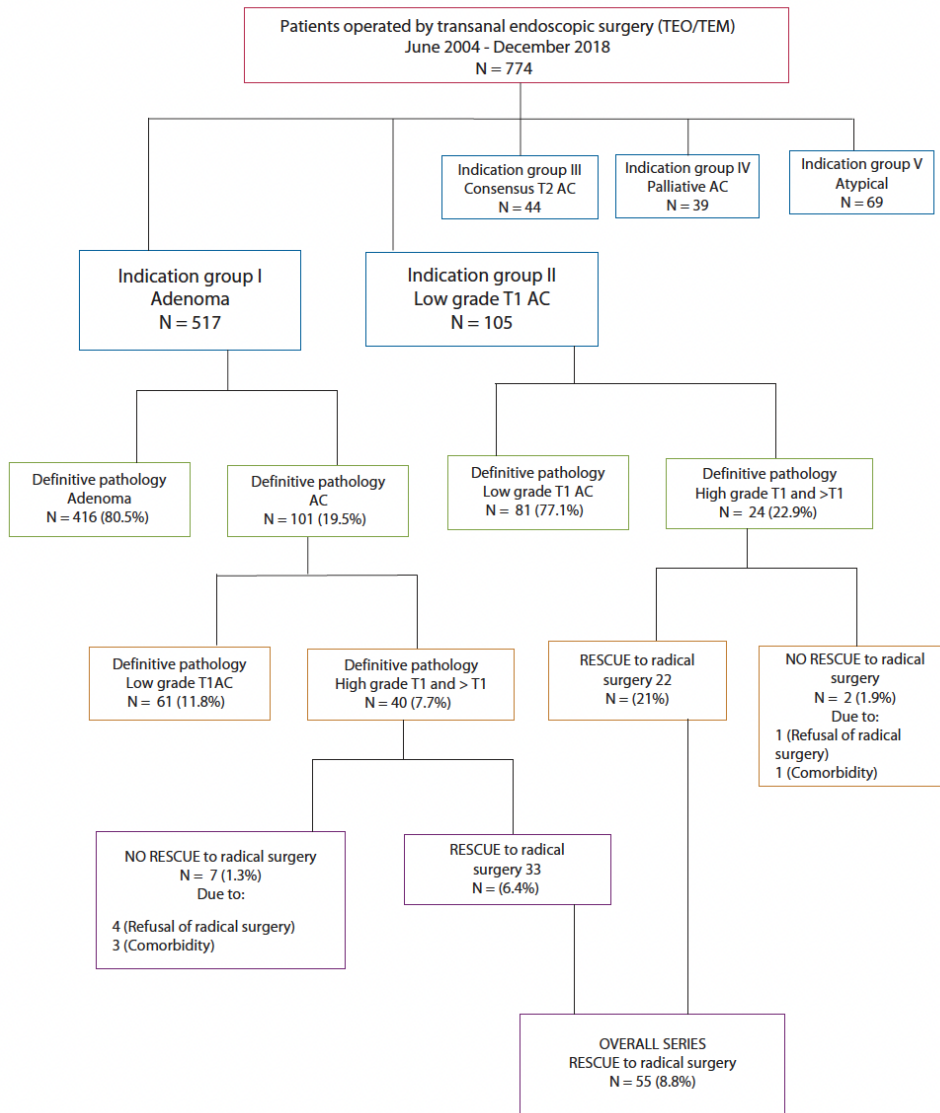 Patients operated by transanal endoscopic surgery (TEO/TEM)
June 2004 - December 2018
N = 774
Indication group III
Consensus T2 AC
N = 44
Indication group IV
Palliative AC
N = 39
Indication group V
Atypical
N = 69
Indication group I
Adenoma
N = 517
Indication group II
Low grade T1 AC
N = 105
Definitive pathology
Adenoma
N = 416 (80.5%)
Definitive pathology
AC
N = 101 (19.5%)
Definitive pathology
Low grade T1 AC
N = 81 (77.1%)
Definitive pathology
High grade T1 and >T1
N = 24 (22.9%)
Definitive pathology
Low grade T1AC
N = 61 (11.8%)
Definitive pathology
High grade T1 and > T1
N = 40 (7.7%)
RESCUE to radical
surgery 22
N = (21%)
NO RESCUE to radical
surgery
N = 2 (1.9%)
Due to:
1 (Refusal of radical
surgery)
1 (Comorbidity)
NO RESCUE to radical surgery
N = 7 (1.3%)
Due to:
4 (Refusal of radical surgery)
3 (Comorbidity)
RESCUE to radical
surgery 33
N = (6.4%)
OVERALL SERIES
RESCUE to radical surgery
N = 55 (8.8%)